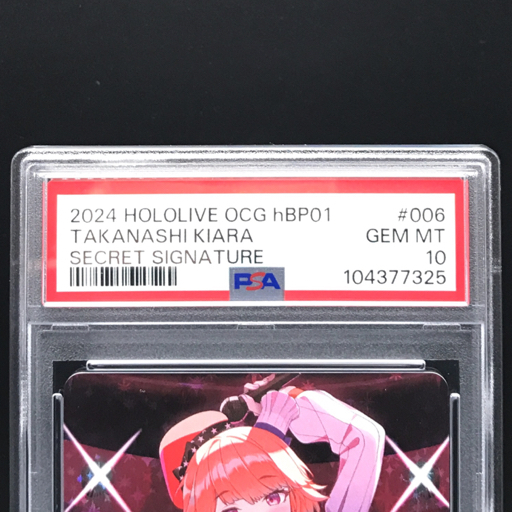 2024 HOLOLIVE OCG hBP01 #006
TAKANASHI KIARA GEM MT
SECRET SIGNATURE 10
PSA 104377325